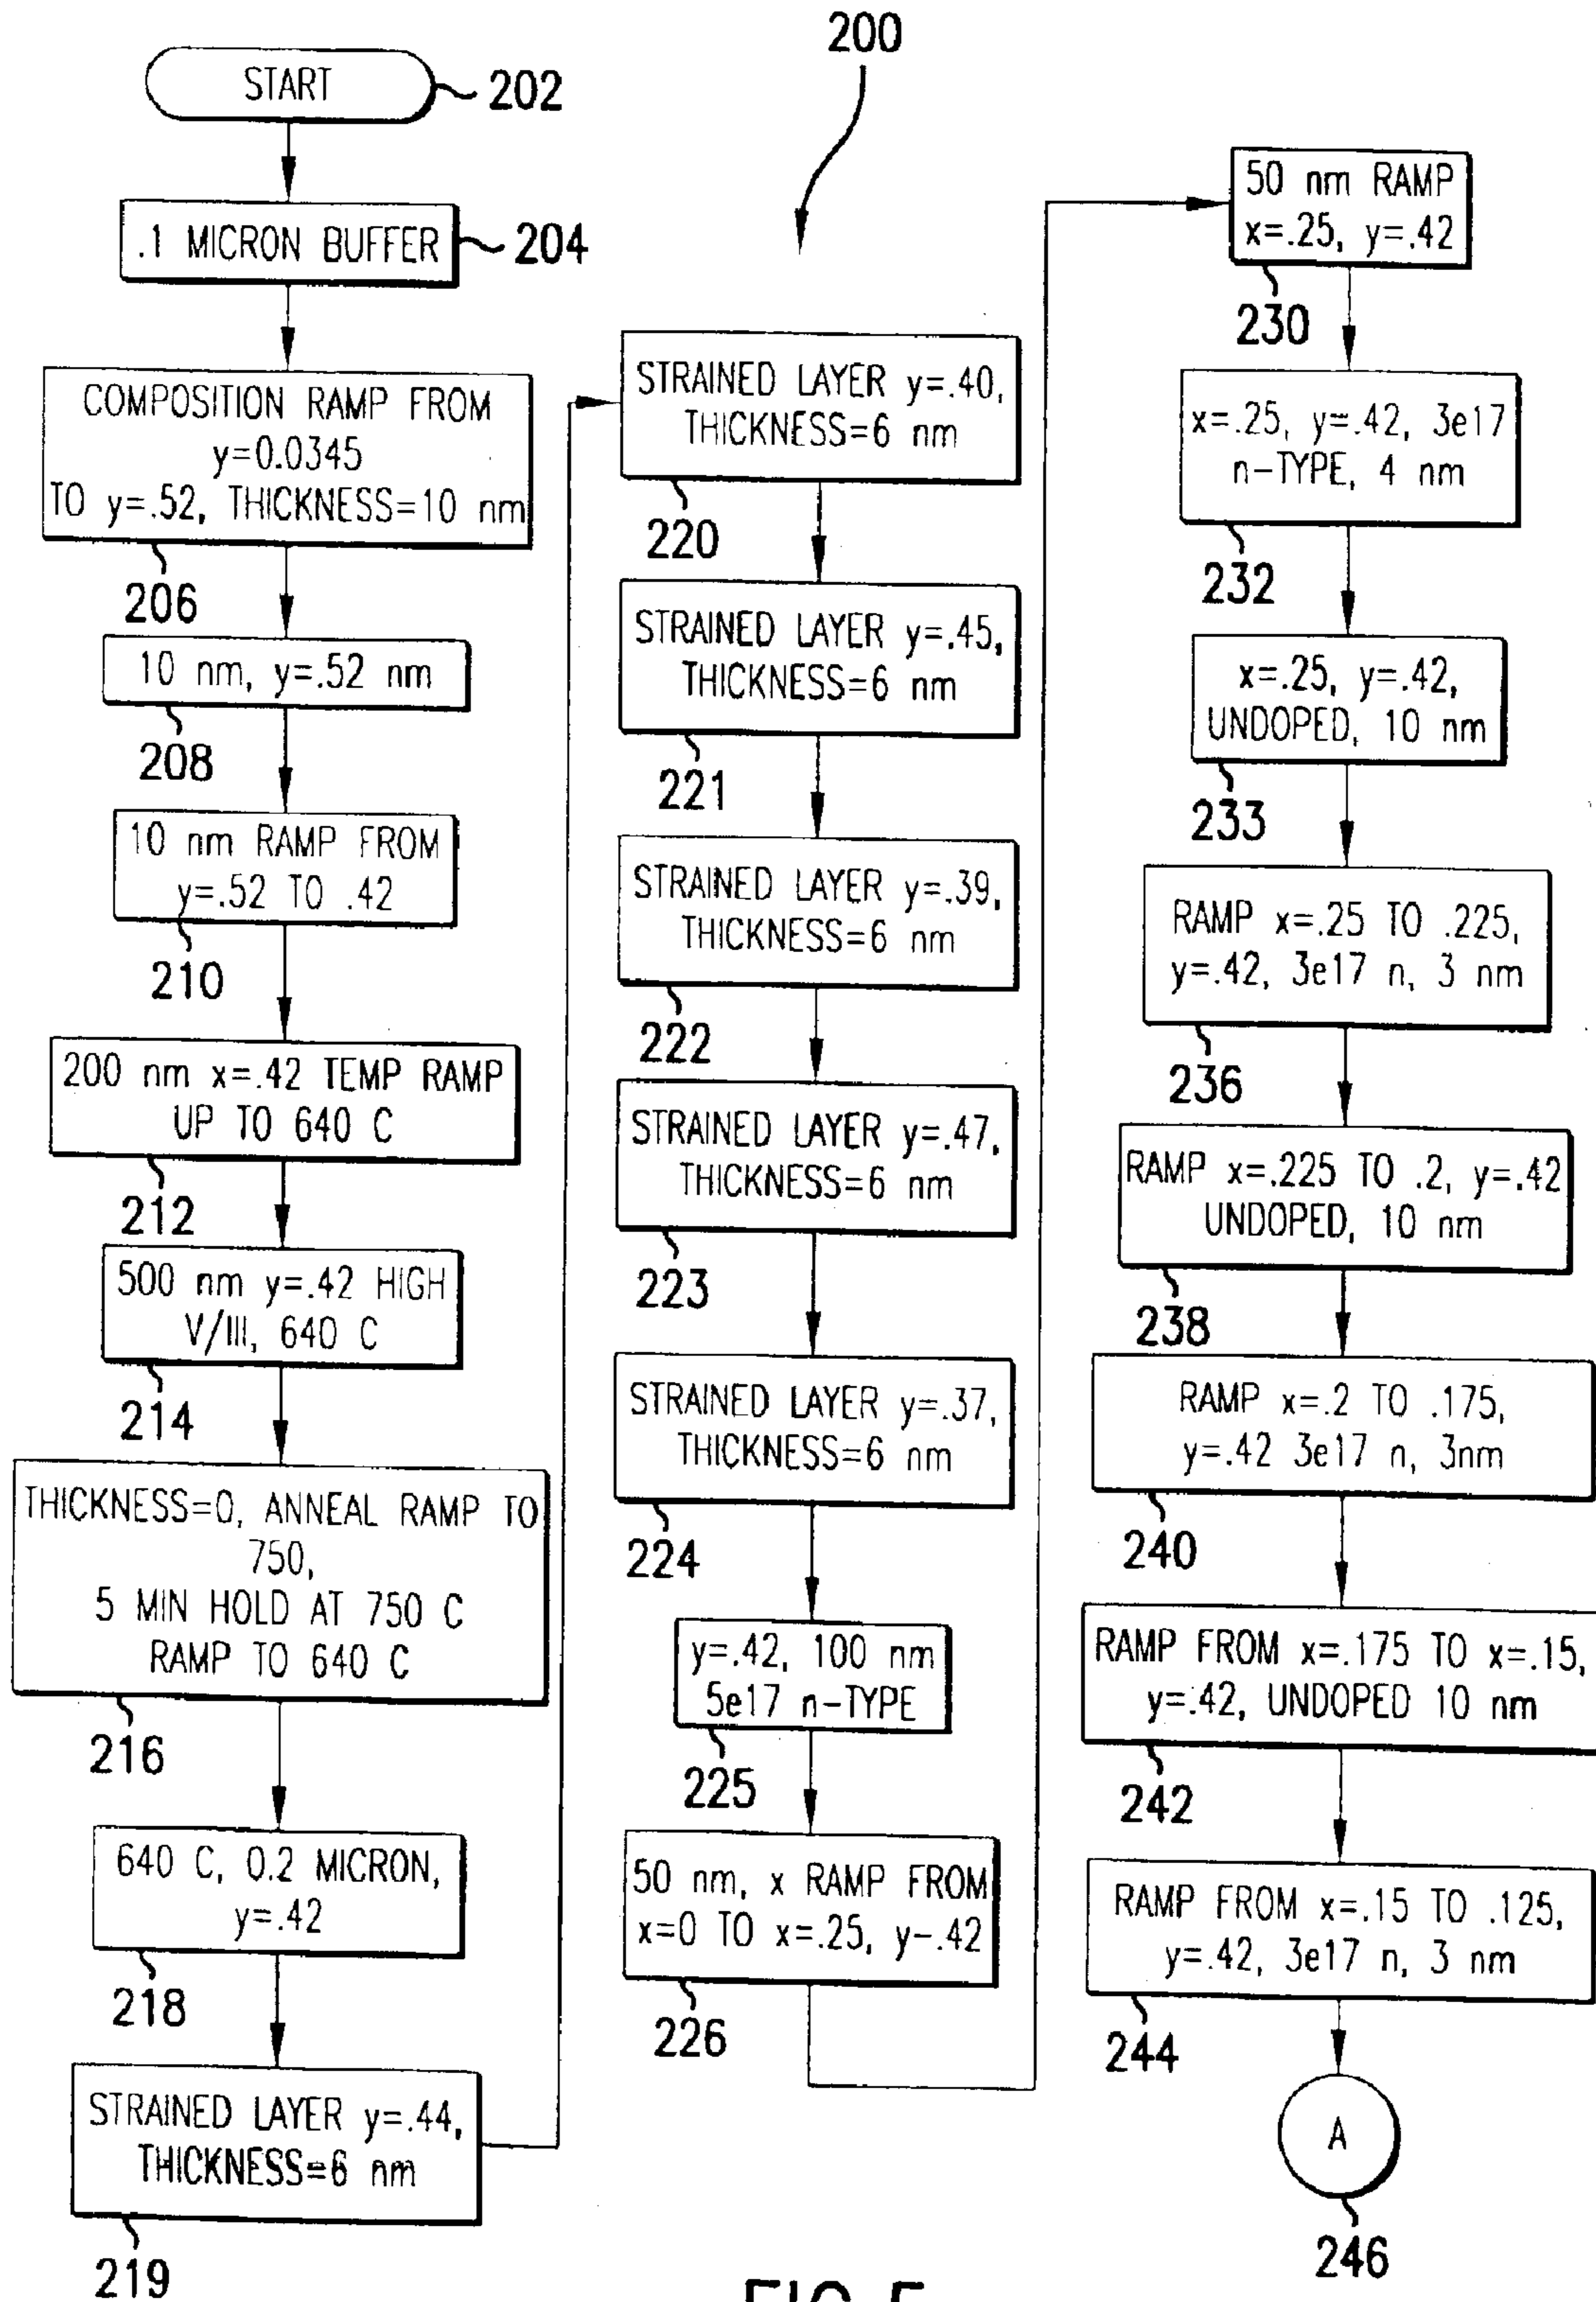 200
START
202
.1 MICRON BUFFER
204
COMPOSITION RAMP FROM
y=0.0345
TO y=.52, THICKNESS=10 nm
206
10 nm, y=.52 nm
208
10 nm RAMP FROM
y=.52 TO .42
210
200 nm x=.42 TEMP RAMP
UP TO 640 C
212
500 nm y=.42 HIGH
V/III, 640 C
214
THICKNESS=0, ANNEAL RAMP TO
750,
5 MIN HOLD AT 750 C
RAMP TO 640 C
216
640 C, 0.2 MICRON,
y=.42
218
STRAINED LAYER y=.44,
THICKNESS=6 nm
219
STRAINED LAYER y=.40,
THICKNESS=6 nm
220
STRAINED LAYER y=.45,
THICKNESS=6 nm
221
STRAINED LAYER y=.39,
THICKNESS=6 nm
222
STRAINED LAYER y=.47,
THICKNESS=6 nm
223
STRAINED LAYER y=.37,
THICKNESS=6 nm
224
y=.42, 100 nm
5e17 n-TYPE
225
50 nm, x RAMP FROM
x=0 TO x=.25, y-.42
226
50 nm RAMP
x=.25, y=.42
230
x=.25, y=.42, 3e17
n-TYPE, 4 nm
232
x=.25, y=.42,
UNDOPED, 10 nm
233
RAMP x=.25 TO .225,
y=.42, 3e17 n, 3 nm
236
RAMP x=.225 TO .2, y=.42
UNDOPED, 10 nm
238
RAMP x=.2 TO .175,
y=.42 3e17 n, 3nm
240
RAMP FROM x=.175 TO x=.15,
y=.42, UNDOPED 10 nm
242
RAMP FROM x=.15 TO .125,
y=.42, 3e17 n, 3 nm
244
A
246
FIG.5